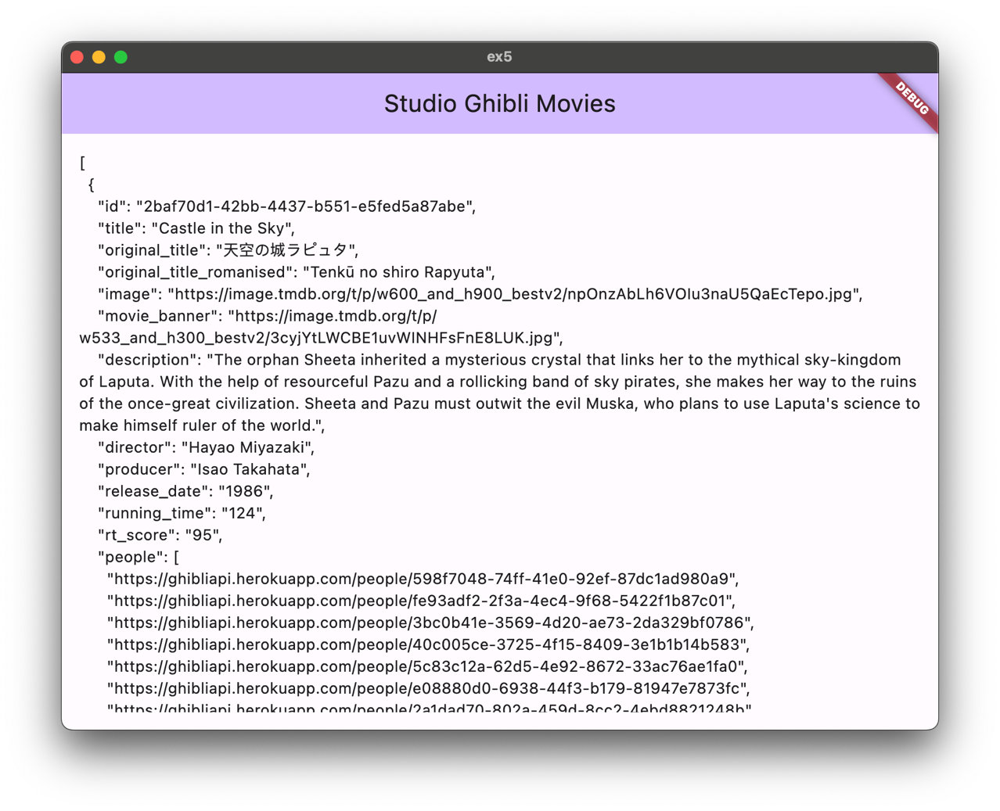 ex5
Studio Ghibli Movies
DEBUG
[
{
"id": "2baf70d1-42bb-4437-b551-e5fed5a87abe",
"title": "Castle in the Sky",
"original_title": "天空の城ラピュタ",
"original_title_romanised": "Tenkū no shiro Rapyuta",
"image": "https://image.tmdb.org/t/p/w600_and_h900_bestv2/npOnzAbLh6VOIu3naU5QaEcTepo.jpg",
"movie_banner": "https://image.tmdb.org/t/p/
w533_and_h300_bestv2/3cyjYtLWCBE1uvWINHFsFnE8LUK.jpg",
"description": "The orphan Sheeta inherited a mysterious crystal that links her to the mythical sky-kingdom
of Laputa. With the help of resourceful Pazu and a rollicking band of sky pirates, she makes her way to the ruins
of the once-great civilization. Sheeta and Pazu must outwit the evil Muska, who plans to use Laputa's science to
make himself ruler of the world.",
"director": "Hayao Miyazaki",
"producer": "Isao Takahata",
"release_date": "1986",
"running_time": "124",
"rt_score": "95",
"people": [
"https://ghibliapi.herokuapp.com/people/598f7048-74ff-41e0-92ef-87dc1ad980a9",
"https://ghibliapi.herokuapp.com/people/fe93adf2-2f3a-4ec4-9f68-5422f1b87c01",
"https://ghibliapi.herokuapp.com/people/3bc0b41e-3569-4d20-ae73-2da329bf0786",
"https://ghibliapi.herokuapp.com/people/40c005ce-3725-4f15-8409-3e1b1b14b583",
"https://ghibliapi.herokuapp.com/people/5c83c12a-62d5-4e92-8672-33ac76ae1fa0",
"https://ghibliapi.herokuapp.com/people/e08880d0-6938-44f3-b179-81947e7873fc",
"https://ghibliapi.herokuapp.com/people/2a1dad70-802a-459d-8cc2-4ebd8821248b"